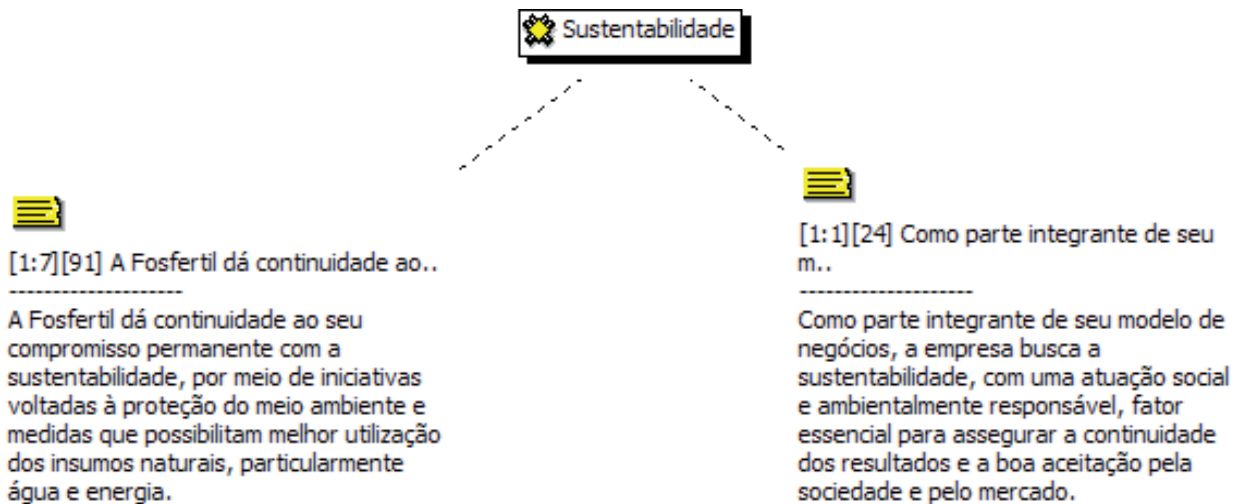 Sustentabilidade
[1:7][91] A Fosfertil dá continuidade ao..
--------------------
A Fosfertil dá continuidade ao seu
compromisso permanente com a
sustentabilidade, por meio de iniciativas
voltadas à proteção do meio ambiente e
medidas que possibilitam melhor utilização
dos insumos naturais, particularmente
água e energia.
[1:1][24] Como parte integrante de seu
m..
--------------------
Como parte integrante de seu modelo de
negócios, a empresa busca a
sustentabilidade, com uma atuação social
e ambientalmente responsável, fator
essencial para assegurar a continuidade
dos resultados e a boa aceitação pela
sociedade e pelo mercado.